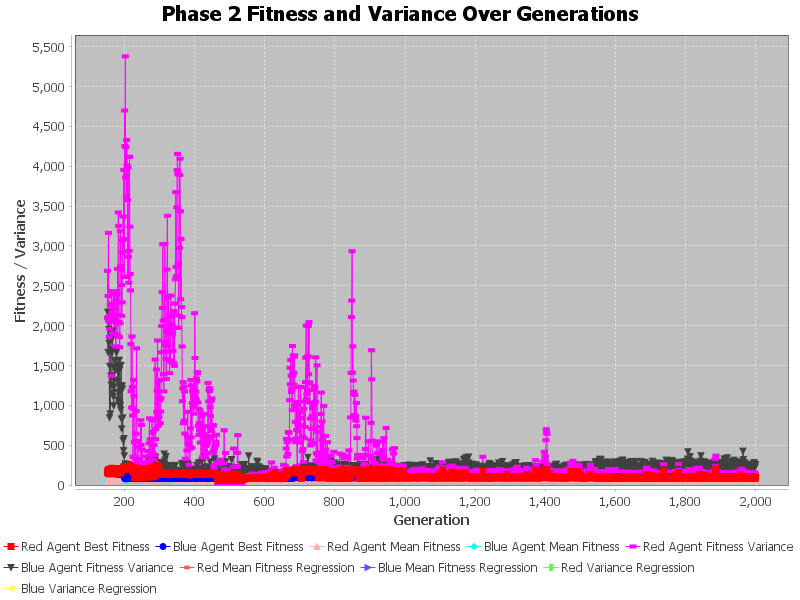 Phase 2 Fitness and Variance Over Generations
5,500
5,000
4,500
4,000
3,500
3,000
2,500
2,000
1,500
1,000
500
0
Fitness / Variance
200 400 600 800 1,000 1,200 1,400 1,600 1,800 2,000
Generation
Red Agent Best Fitness Blue Agent Best Fitness Red Agent Mean Fitness Blue Agent Mean Fitness Red Agent Fitness Variance
Blue Agent Fitness Variance Red Mean Fitness Regression Blue Mean Fitness Regression Red Variance Regression
Blue Variance Regression